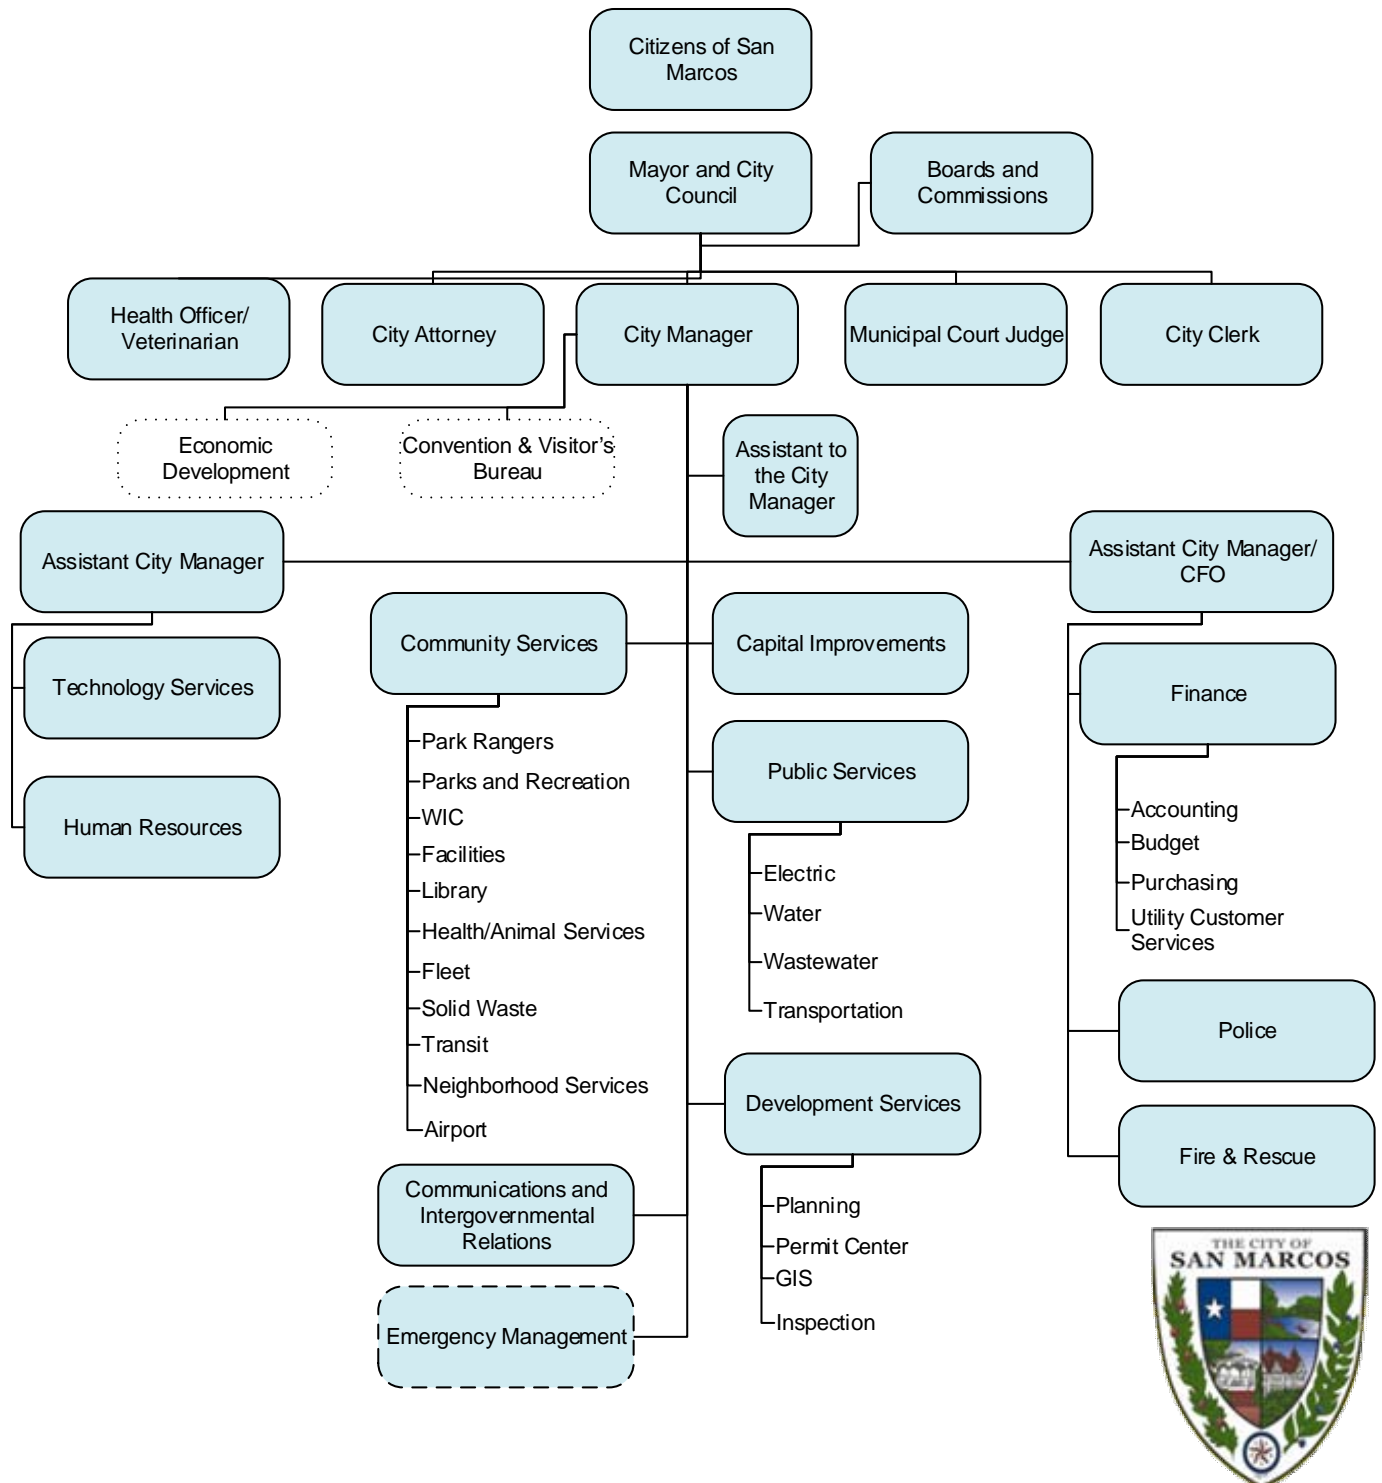 Citizens of San
Marcos
Mayor and City
Council
Boards and
Commissions
Health Officer/
Veterinarian
City Attorney
City Manager
Municipal Court Judge
City Clerk
Economic
Development
Convention & Visitor's
Bureau
Assistant to
the City
Manager
Assistant City Manager
Assistant City Manager/
CFO
Technology Services
Human Resources
Community Services
Park Rangers
Parks and Recreation
WIC
Facilities
Library
Health/Animal Services
Fleet
Solid Waste
Transit
Neighborhood Services
Airport
Communications and
Intergovernmental
Relations
Emergency Management
Capital Improvements
Public Services
Electric
Water
Wastewater
Transportation
Development Services
Planning
Permit Center
GIS
Inspection
Finance
Accounting
Budget
Purchasing
Utility Customer
Services
Police
Fire & Rescue
THE CITY OF
SAN MARCOS